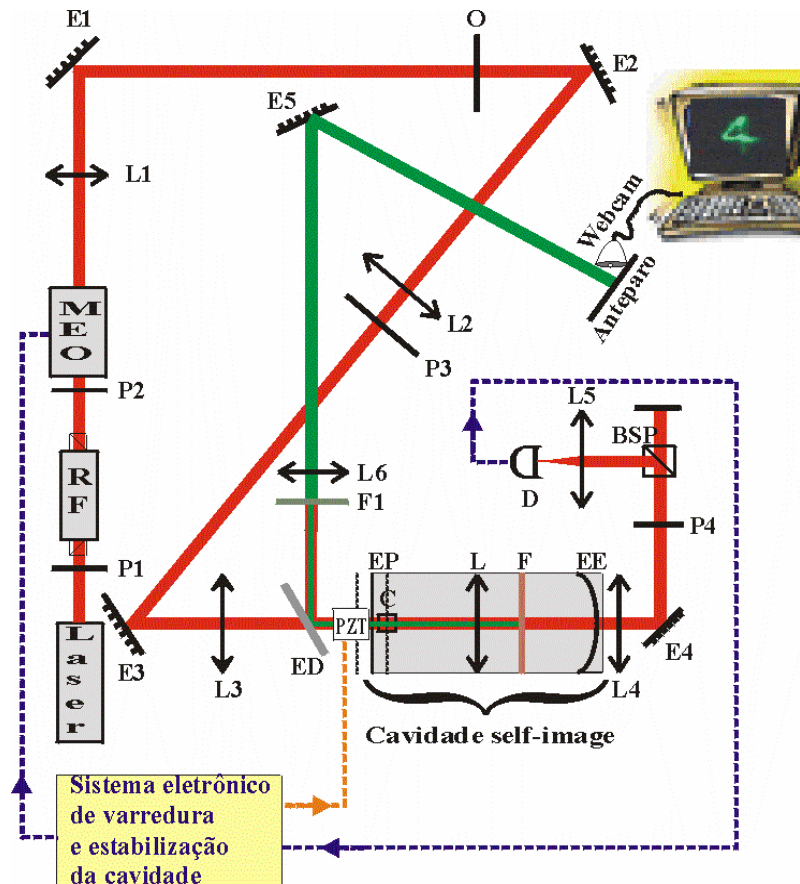 E1
O
E2
E5
L1
Webcam
Anteparo
MEO
L2
P3
P2
L5
BSP
D
RF
L6
F1
P4
P1
EP
L
F
EE
C
PZT
Laser
E3
L3
ED
L4
E4
Cavidade self-image
Sistema eletrônico
de varredura
e estabilização
da cavidade
4